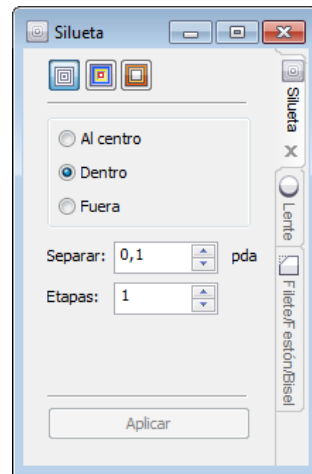 Silueta
Al centro
Dentro
Fuera
Separar: 0,1 pda
Etapas: 1
Aplicar
Silueta
Lente
Filete/Festón/Bisel